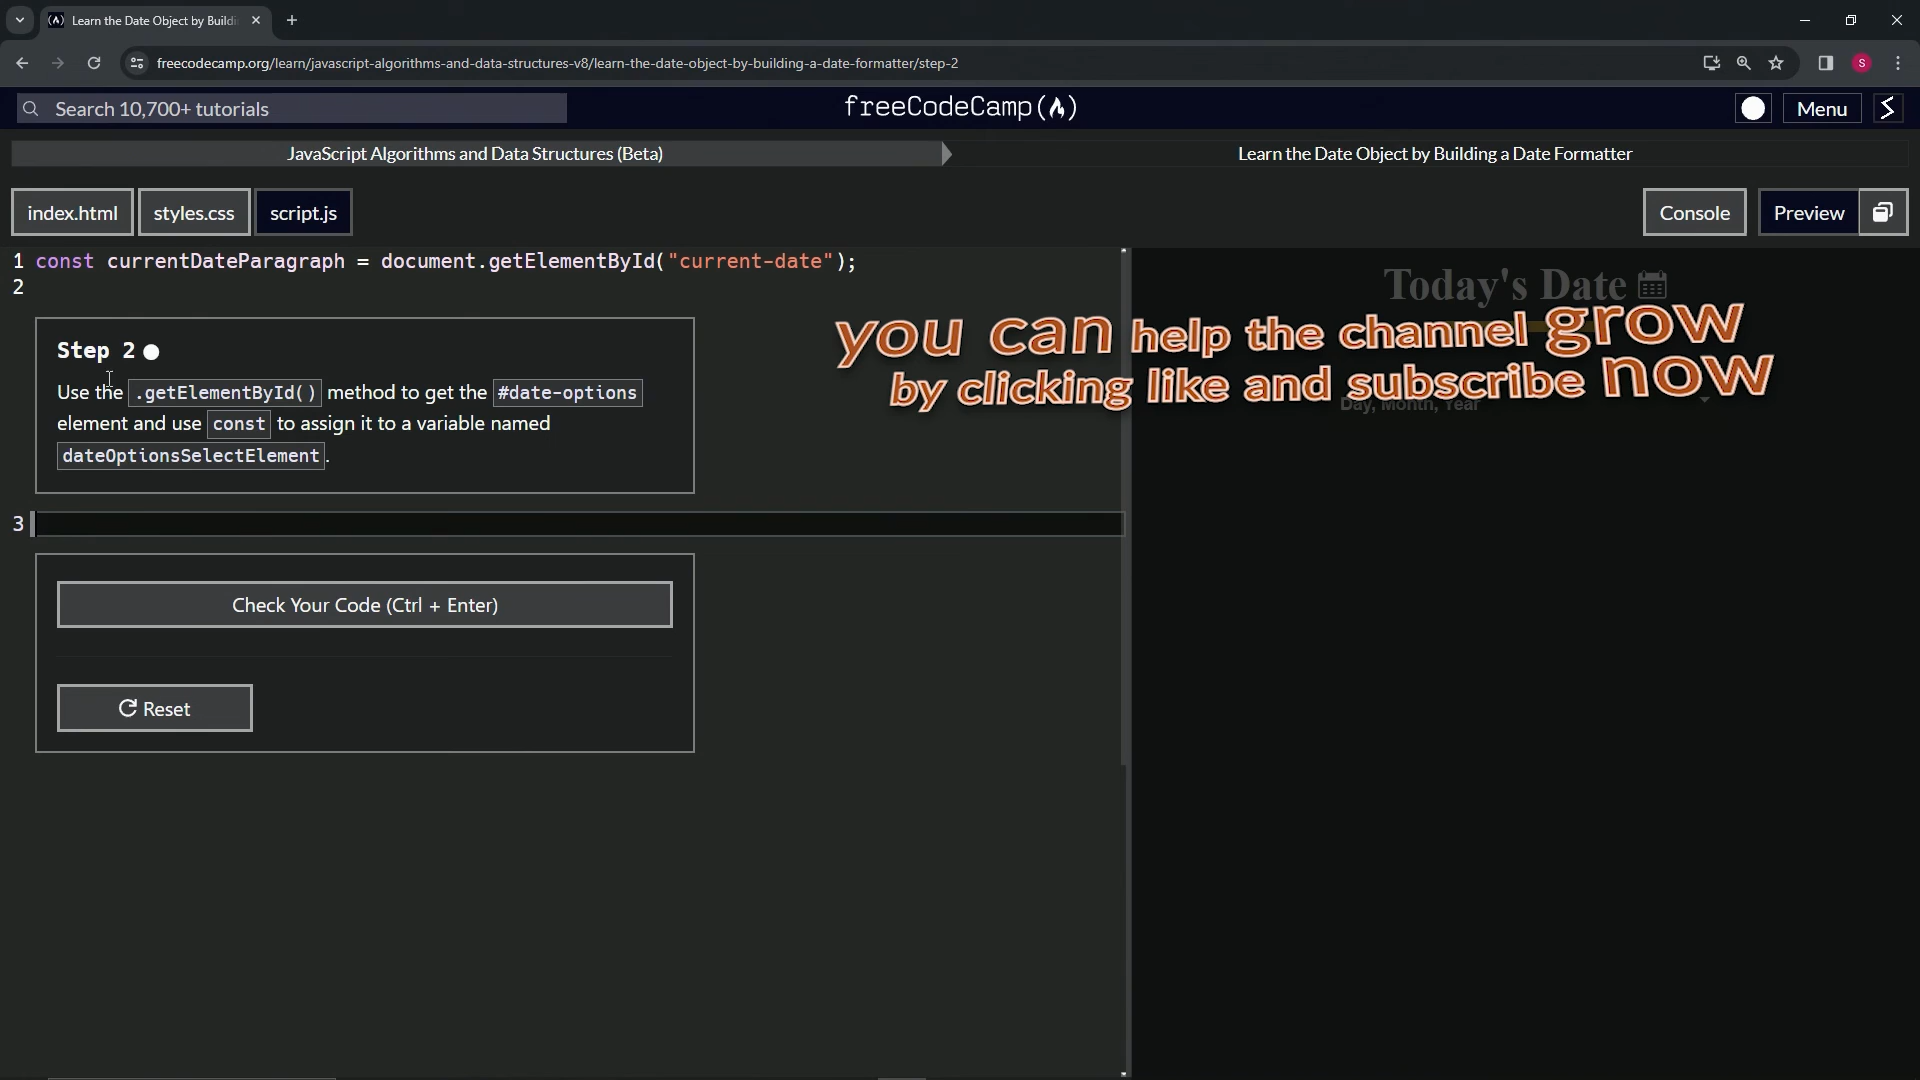 Learn the Date Object by Buildi
freecodecamp.org/learn/javascript-algorithms-and-data-structures-v8/learn-the-date-object-by-building-a-date-formatter/step-2
S
Search 10,700+ tutorials
freeCodeCamp
Menu
JavaScript Algorithms and Data Structures (Beta)
Learn the Date Object by Building a Date Formatter
index.html
styles.css
script.js
Console
Preview
1 const currentDateParagraph = document.getElementById("current-date");
2
Today's Date
you can help the channel grow
by clicking like and subscribe now
Day, Month, Year
Step 2
Use the .getElementById() method to get the #date-options
element and use const to assign it to a variable named
dateOptionsSelectElement.
3
Check Your Code (Ctrl + Enter)
Reset